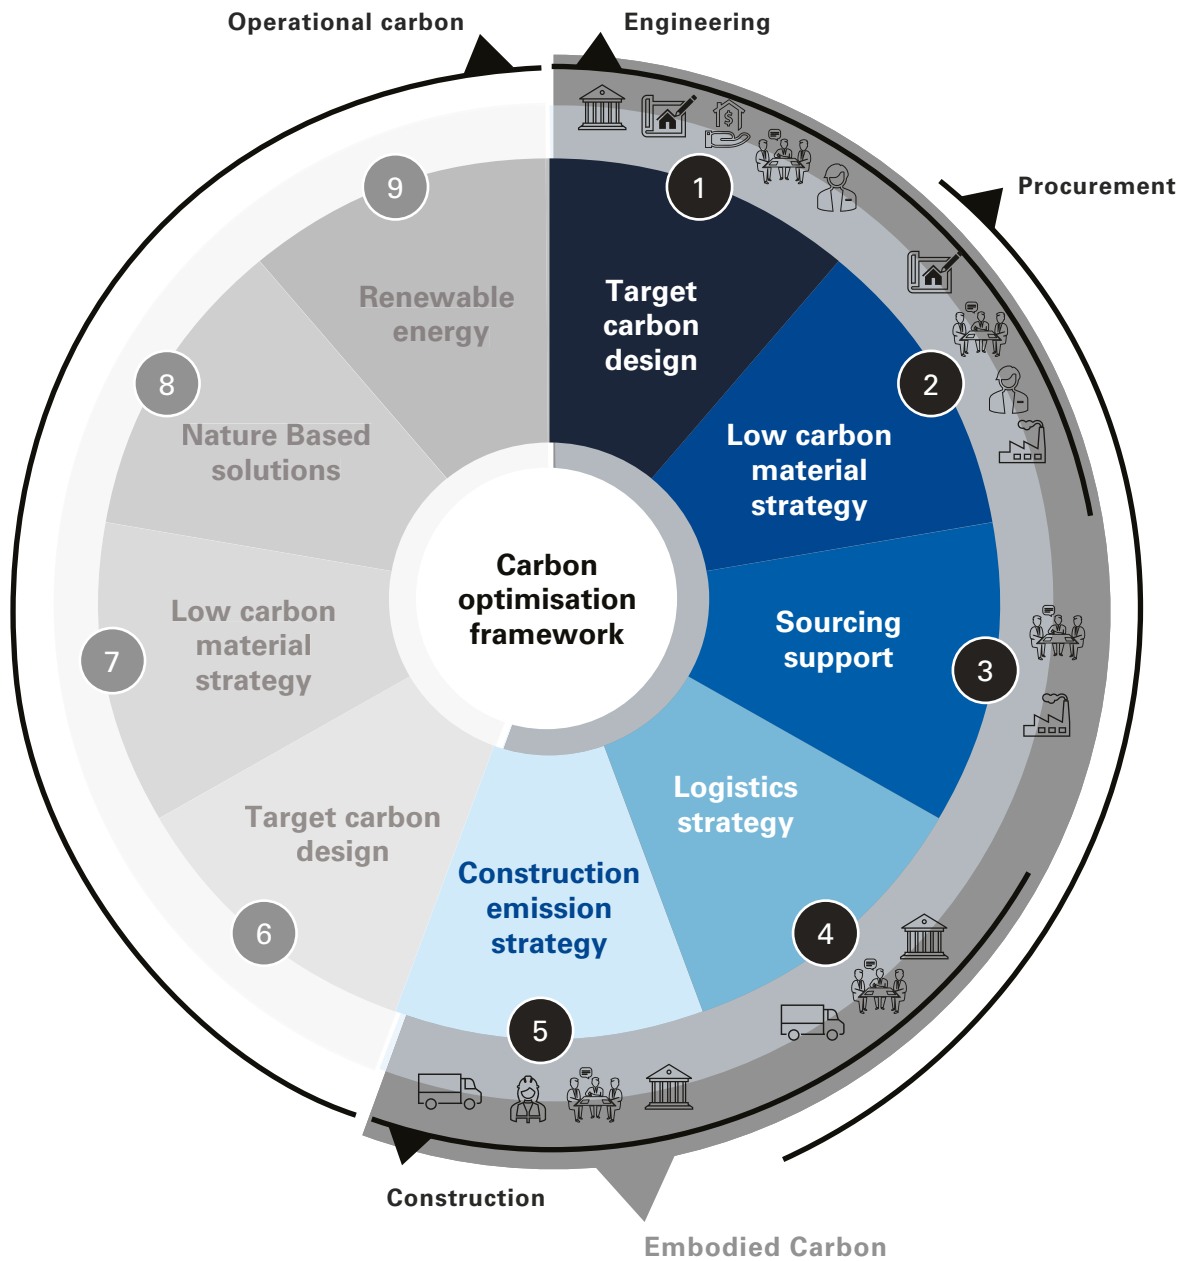 Operational carbon
Engineering
Procurement
1
Target
carbon
design
2
Low carbon
material
strategy
3
Sourcing
support
4
Logistics
strategy
5
Construction
emission
strategy
6
Target carbon
design
7
Low carbon
material
strategy
8
Nature Based
solutions
9
Renewable
energy
Carbon
optimisation
framework
$
Construction
Embodied Carbon